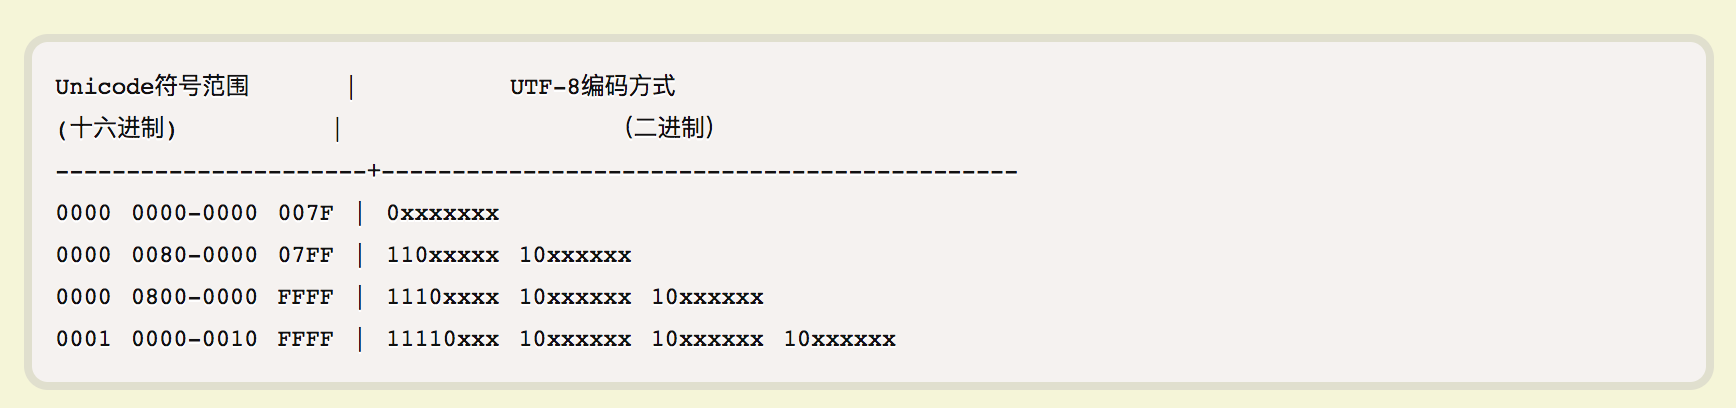 Unicode符号范围 | UTF-8编码方式
(十六进制) | （二进制）
----------------------+---------------------------------------------
0000 0000-0000 007F | 0xxxxxxx
0000 0080-0000 07FF | 110xxxxx 10xxxxxx
0000 0800-0000 FFFF | 1110xxxx 10xxxxxx 10xxxxxx
0001 0000-0010 FFFF | 11110xxx 10xxxxxx 10xxxxxx 10xxxxxx